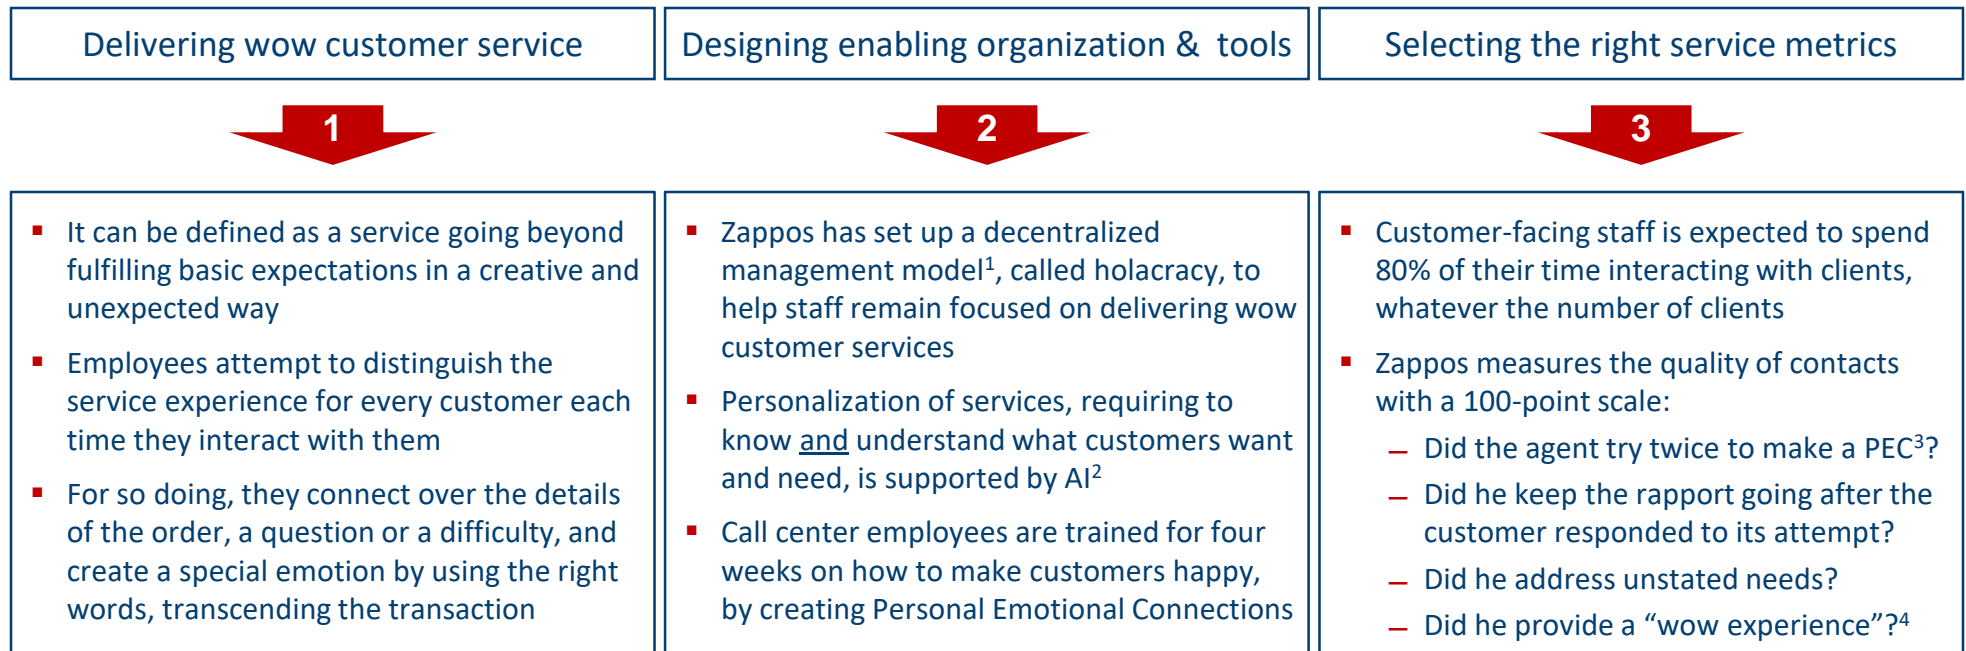 Delivering wow customer service
Designing enabling organization & tools
Selecting the right service metrics
1
2
3
▪ It can be defined as a service going beyond
fulfilling basic expectations in a creative and
unexpected way
▪ Employees attempt to distinguish the
service experience for every customer each
time they interact with them
▪ For so doing, they connect over the details
of the order, a question or a difficulty, and
create a special emotion by using the right
words, transcending the transaction
▪ Zappos has set up a decentralized
management model¹, called holacracy, to
help staff remain focused on delivering wow
customer services
▪ Personalization of services, requiring to
know and understand what customers want
and need, is supported by AI²
▪ Call center employees are trained for four
weeks on how to make customers happy,
by creating Personal Emotional Connections
▪ Customer-facing staff is expected to spend
80% of their time interacting with clients,
whatever the number of clients
▪ Zappos measures the quality of contacts
with a 100-point scale:
– Did the agent try twice to make a PEC³?
– Did he keep the rapport going after the
customer responded to its attempt?
– Did he address unstated needs?
– Did he provide a “wow experience”?⁴